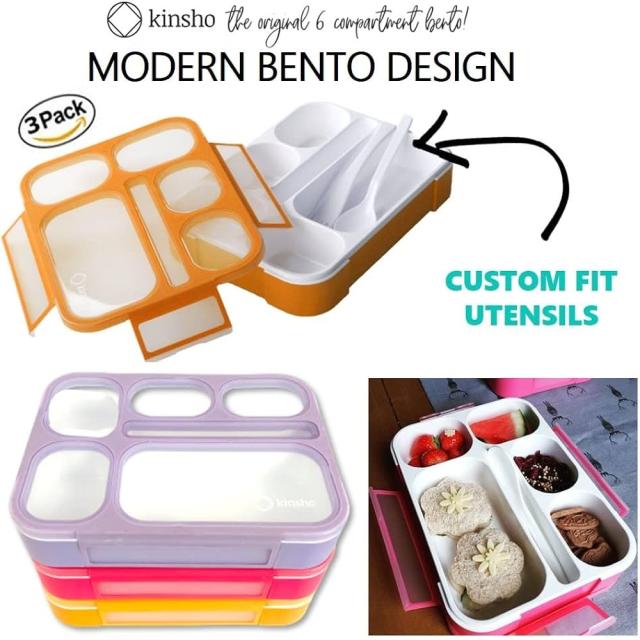 kinsho the original 6 compartment bento!
MODERN BENTO DESIGN
3Pack
CUSTOM FIT
UTENSILS
kinsho